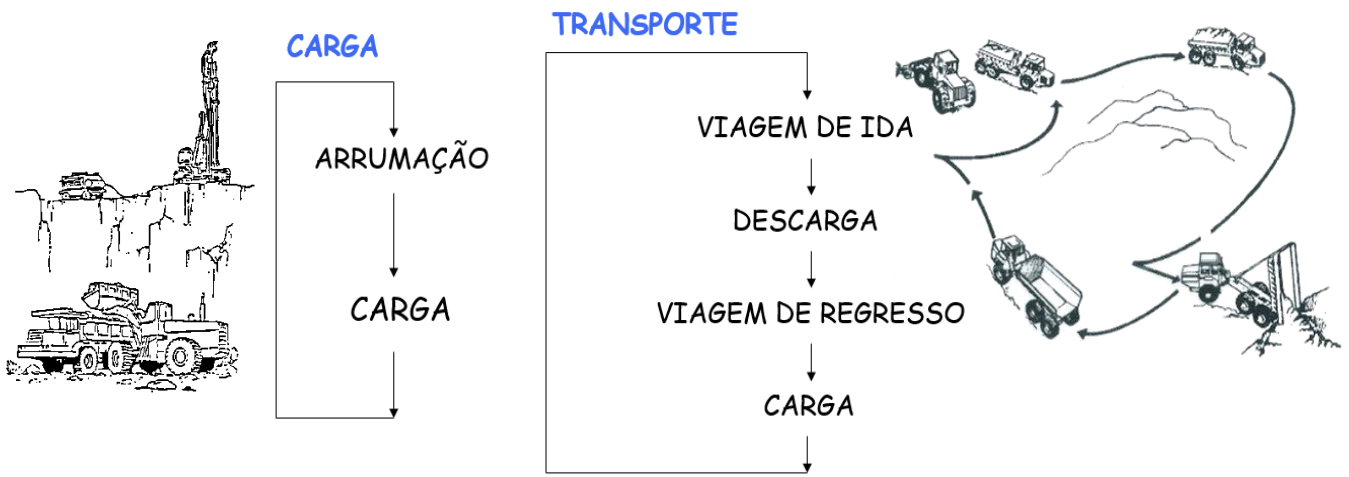 CARGA
ARRUMAÇÃO
CARGA
TRANSPORTE
VIAGEM DE IDA
DESCARGA
VIAGEM DE REGRESSO
CARGA